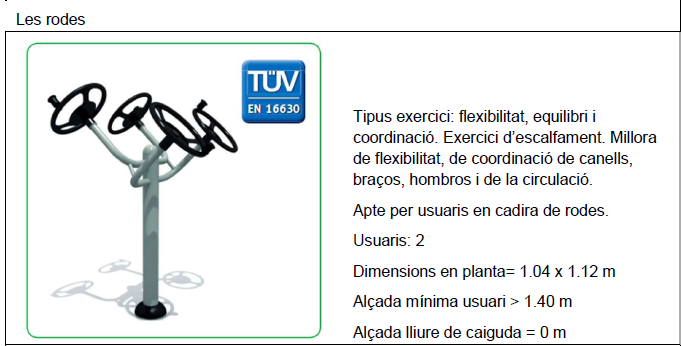 Les rodes
TÜV
EN 16630
Tipus exercici: flexibilitat, equilibri i
coordinació. Exercici d’escalfament. Millora
de flexibilitat, de coordinació de canells,
braços, hombros i de la circulació.
Apte per usuaris en cadira de rodes.
Usuaris: 2
Dimensions en planta= 1.04 x 1.12 m
Alçada mínima usuari > 1.40 m
Alçada lliure de caiguda = 0 m